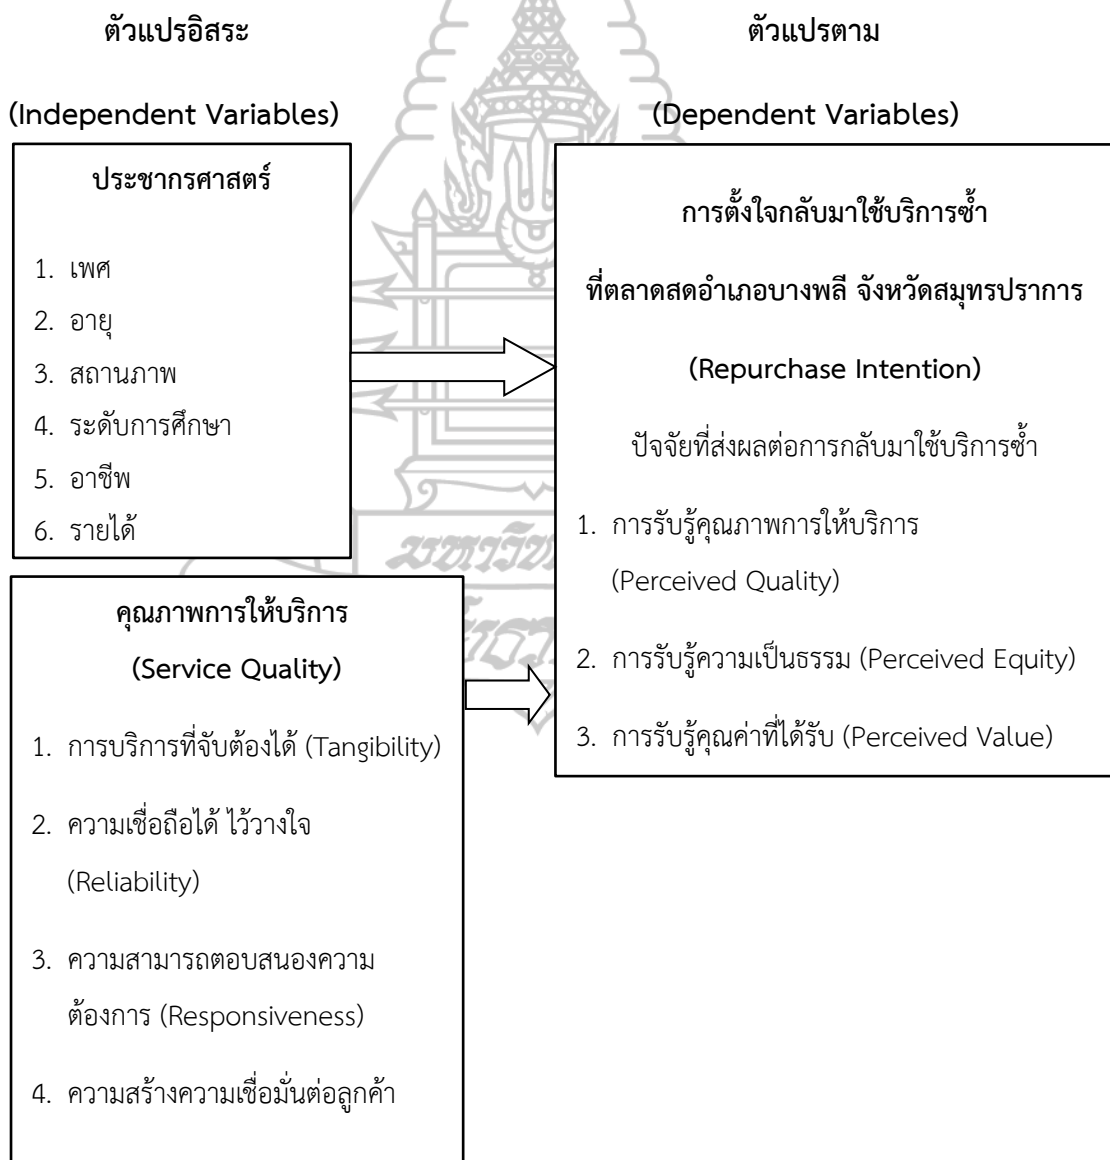 ตัวแปรอิสระ
(Independent Variables)
ประชากรศาสตร์
1. เพศ
2. อายุ
3. สถานภาพ
4. ระดับการศึกษา
5. อาชีพ
6. รายได้
คุณภาพการให้บริการ
(Service Quality)
1. การบริการที่จับต้องได้ (Tangibility)
2. ความเชื่อถือได้ ไว้วางใจ
(Reliability)
3. ความสามารถตอบสนองความ
ต้องการ (Responsiveness)
4. ความสร้างความเชื่อมั่นต่อลูกค้า
ตัวแปรตาม
(Dependent Variables)
การตั้งใจกลับมาใช้บริการซ้ำ
ที่ตลาดสดอำเภอบางพลี จังหวัดสมุทรปราการ
(Repurchase Intention)
ปัจจัยที่ส่งผลต่อการกลับมาใช้บริการซ้ำ
1. การรับรู้คุณภาพการให้บริการ
(Perceived Quality)
2. การรับรู้ความเป็นธรรม (Perceived Equity)
3. การรับรู้คุณค่าที่ได้รับ (Perceived Value)